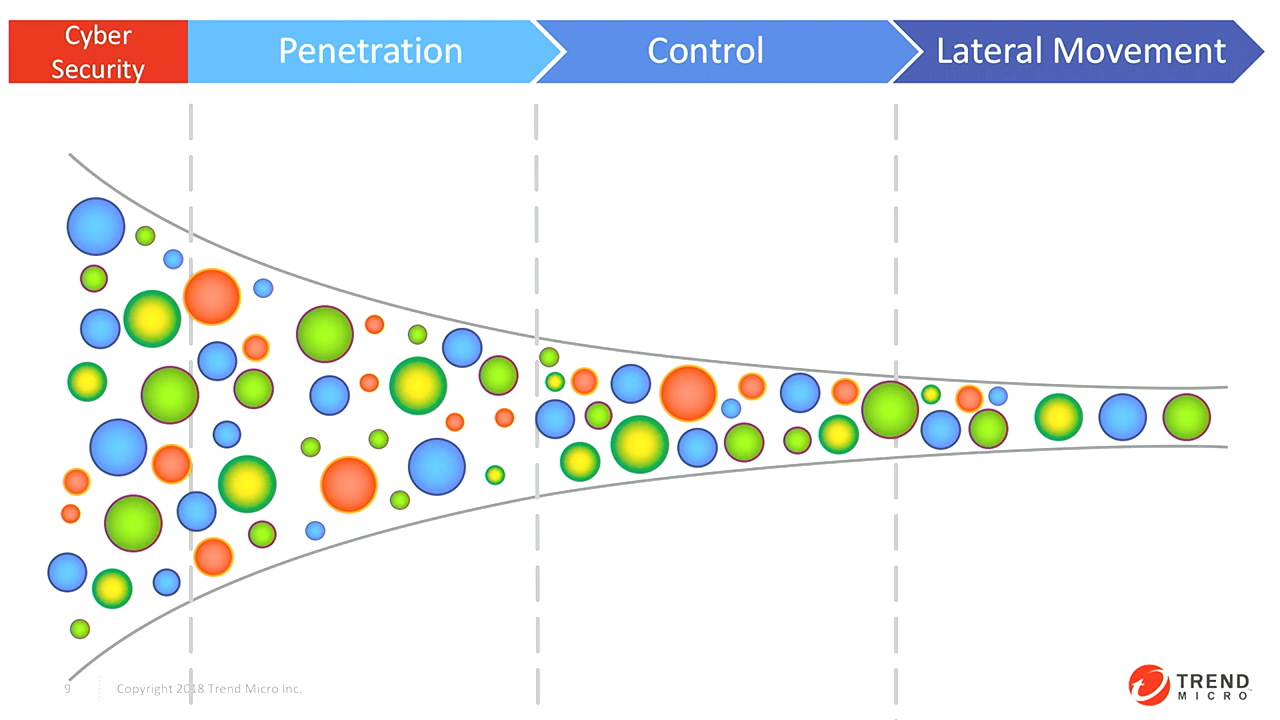 Cyber
Security
Penetration
Control
Lateral Movement
9
Copyright 2018 Trend Micro Inc.
TREND
MICRO